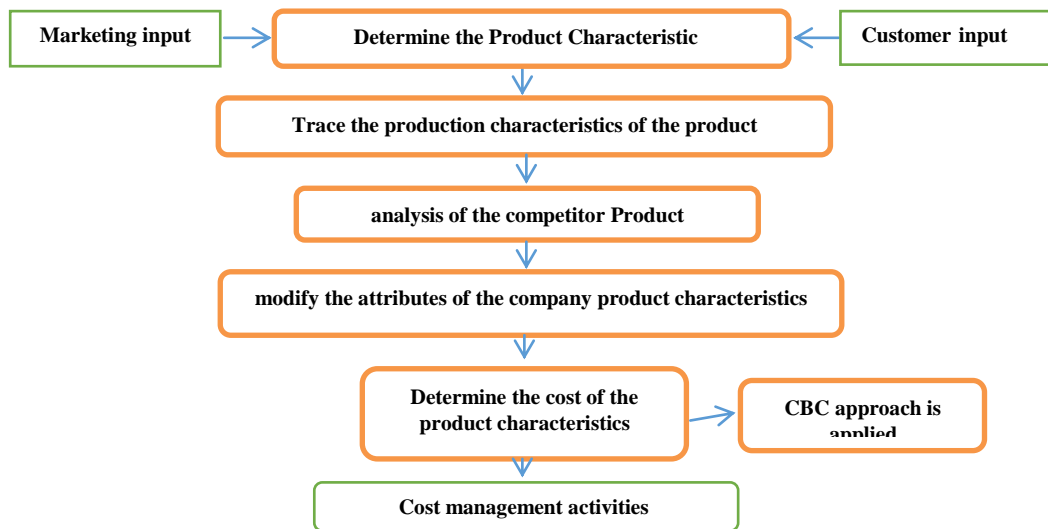 Marketing input
Determine the Product Characteristic
Customer input
Trace the production characteristics of the product
analysis of the competitor Product
modify the attributes of the company product characteristics
Determine the cost of the
product characteristics
CBC approach is
applied
Cost management activities